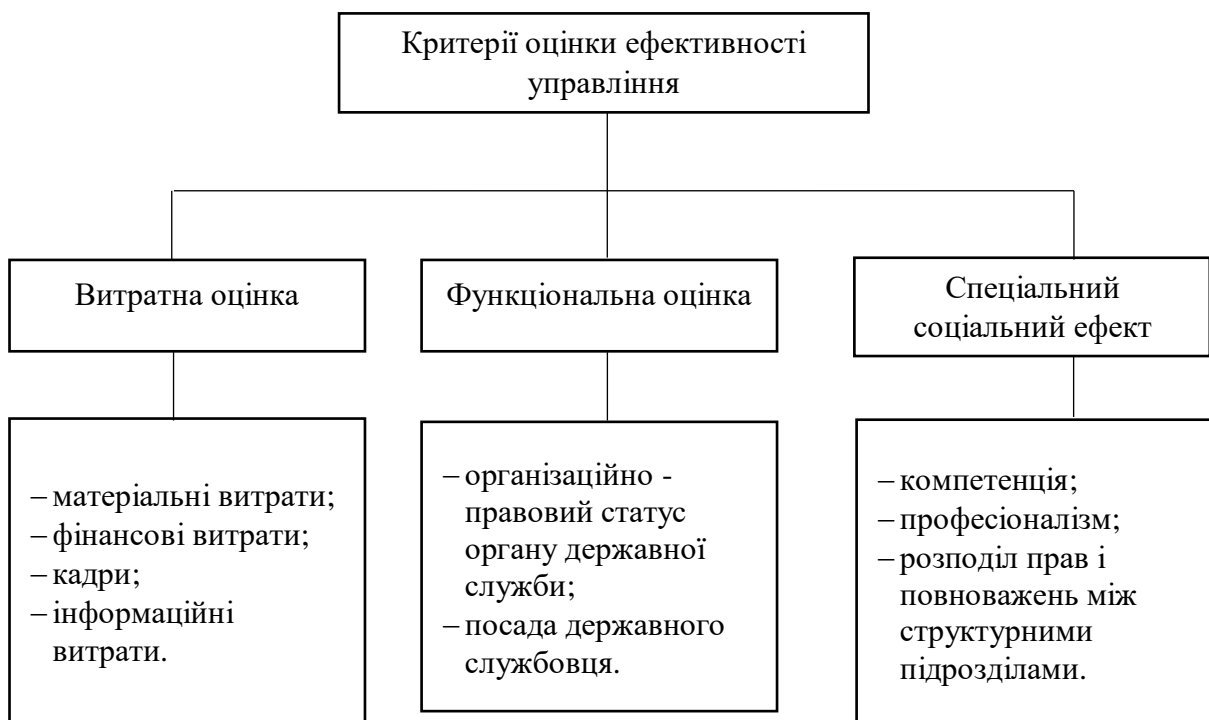 Критерії оцінки ефективності
управління
Витратна оцінка
Функціональна оцінка
Спеціальний
соціальний ефект
– матеріальні витрати;
– фінансові витрати;
– кадри;
– інформаційні
витрати.
– організаційно -
правовий статус
органу державної
служби;
– посада державного
службовця.
– компетенція;
– професіоналізм;
– розподіл прав і
повноважень між
структурними
підрозділами.